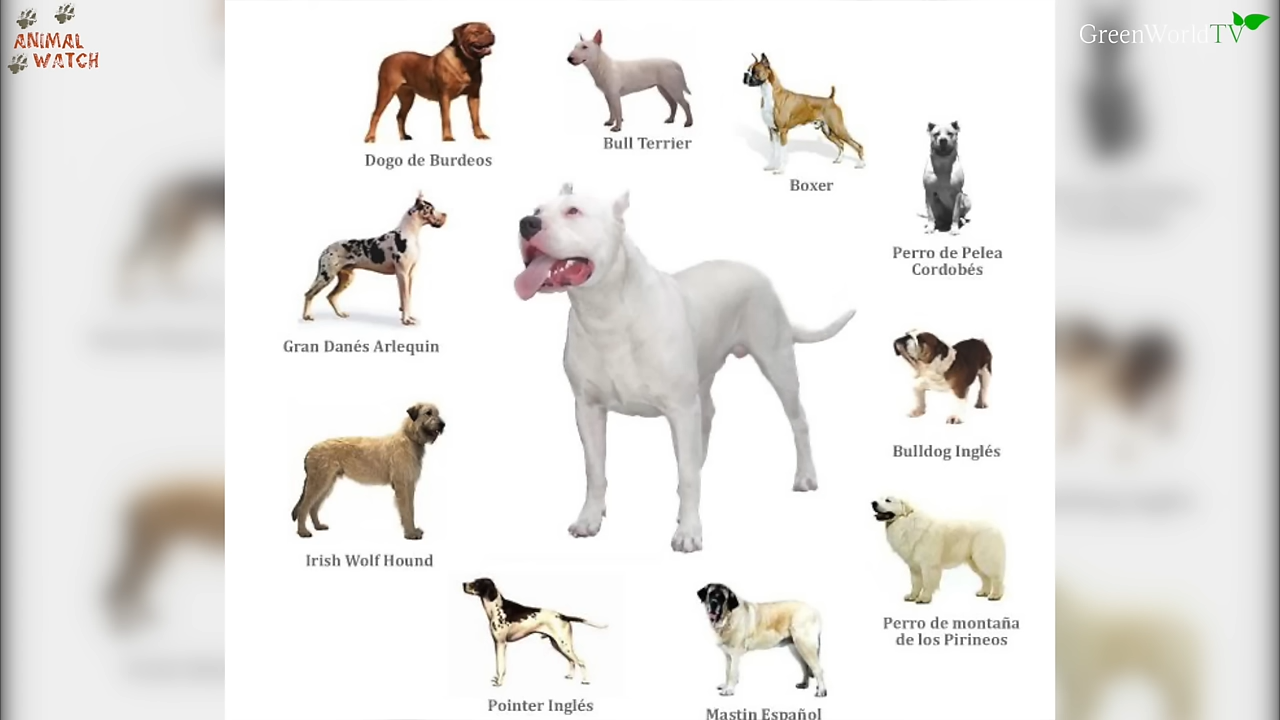 ANIMAL
WATCH
GreenWorldTV
Dogo de Burdeos
Bull Terrier
Boxer
Perro de Pelea
Cordobés
Gran Danés Arlequin
Bulldog Inglés
Irish Wolf Hound
Perro de montaña
de los Pirineos
Pointer Inglés
Mastin Español